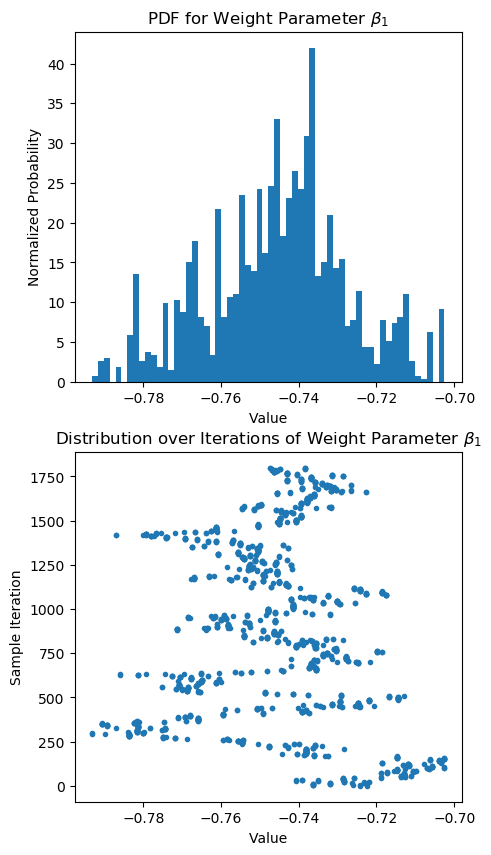 PDF for Weight Parameter β₁
Normalized Probability
40
35
30
25
20
15
10
5
0
−0.78 −0.76 −0.74 −0.72 −0.70
Value
Distribution over Iterations of Weight Parameter β₁
Sample Iteration
1750
1500
1250
1000
750
500
250
0
−0.78 −0.76 −0.74 −0.72 −0.70
Value